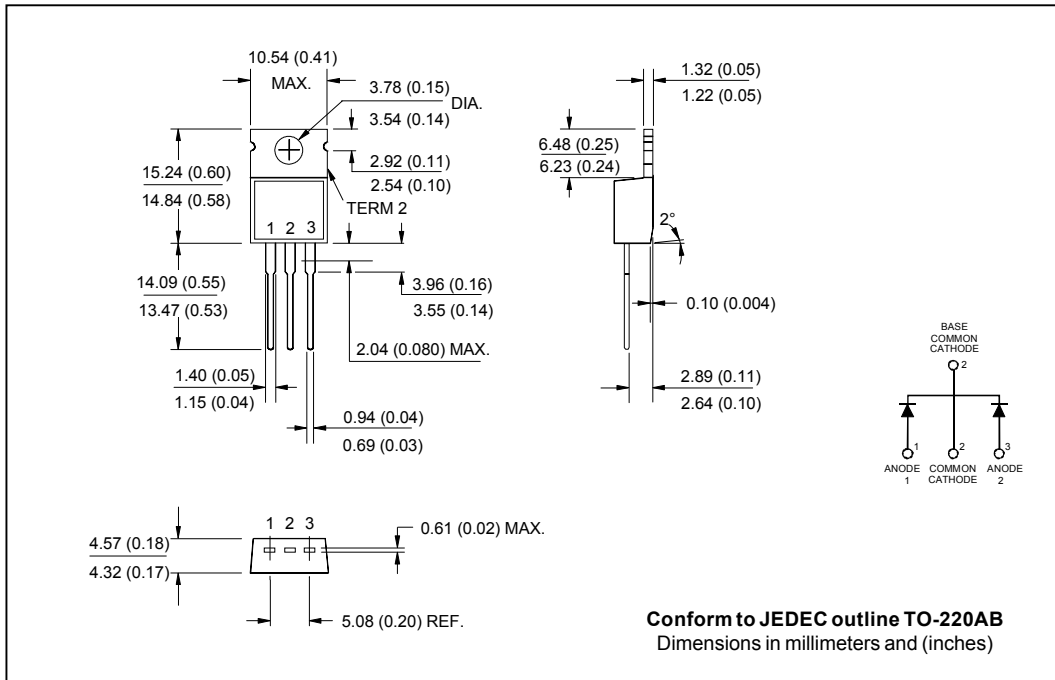 10.54 (0.41)
MAX.
3.78 (0.15)
3.54 (0.14)
DIA.
2.92 (0.11)
2.54 (0.10)
TERM 2
15.24 (0.60)
14.84 (0.58)
1 2 3
14.09 (0.55)
13.47 (0.53)
3.96 (0.16)
3.55 (0.14)
2.04 (0.080) MAX.
1.40 (0.05)
1.15 (0.04)
0.94 (0.04)
0.69 (0.03)
1.32 (0.05)
1.22 (0.05)
6.48 (0.25)
6.23 (0.24)
2°
0.10 (0.004)
2.89 (0.11)
2.64 (0.10)
BASE
COMMON
CATHODE
2
1 2 3
ANODE COMMON ANODE
1 CATHODE 2
1 2 3
4.57 (0.18)
4.32 (0.17)
0.61 (0.02) MAX.
5.08 (0.20) REF.
Conform to JEDEC outline TO-220AB
Dimensions in millimeters and (inches)